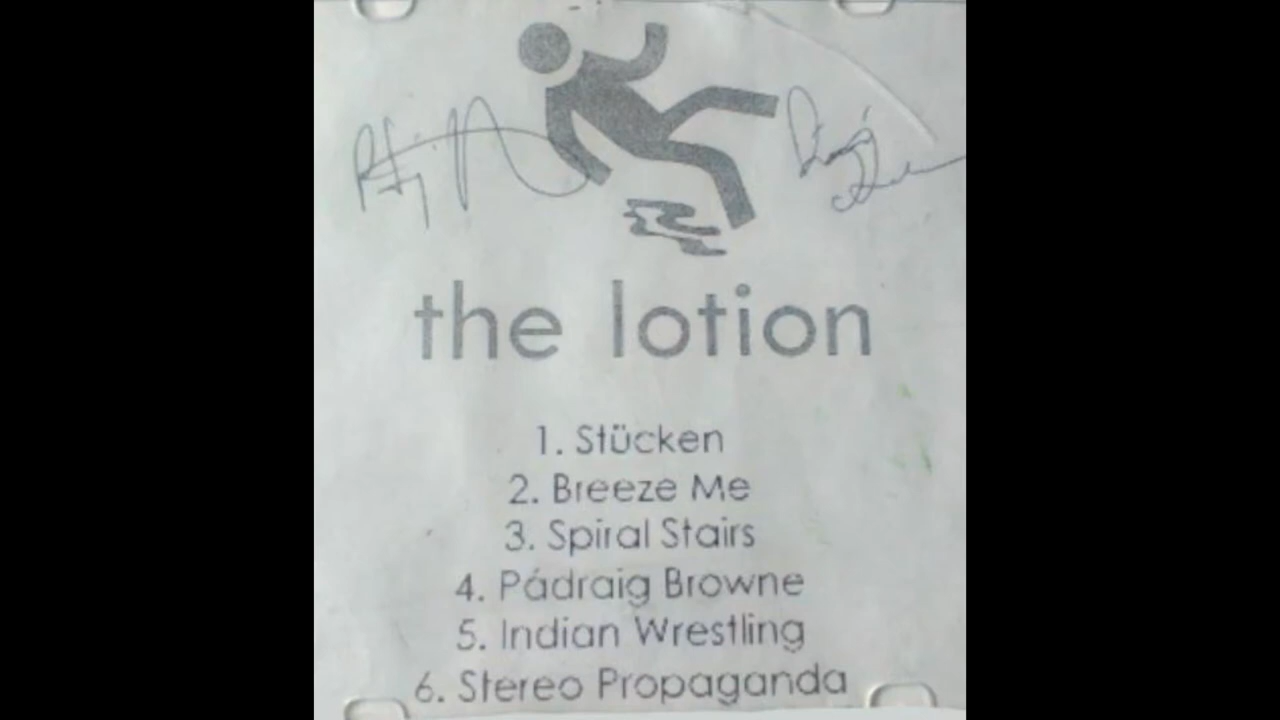 the lotion
1. Stücken
2. Breeze Me
3. Spiral Stairs
4. Pádraig Browne
5. Indian Wrestling
6. Stereo Propaganda